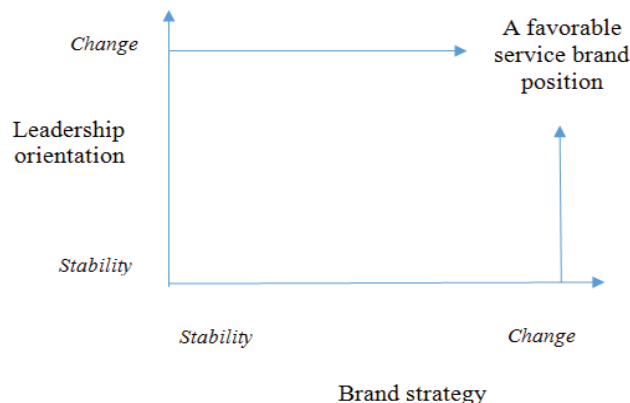 Change
A favorable
service brand
position
Leadership
orientation
Stability
Stability
Change
Brand strategy